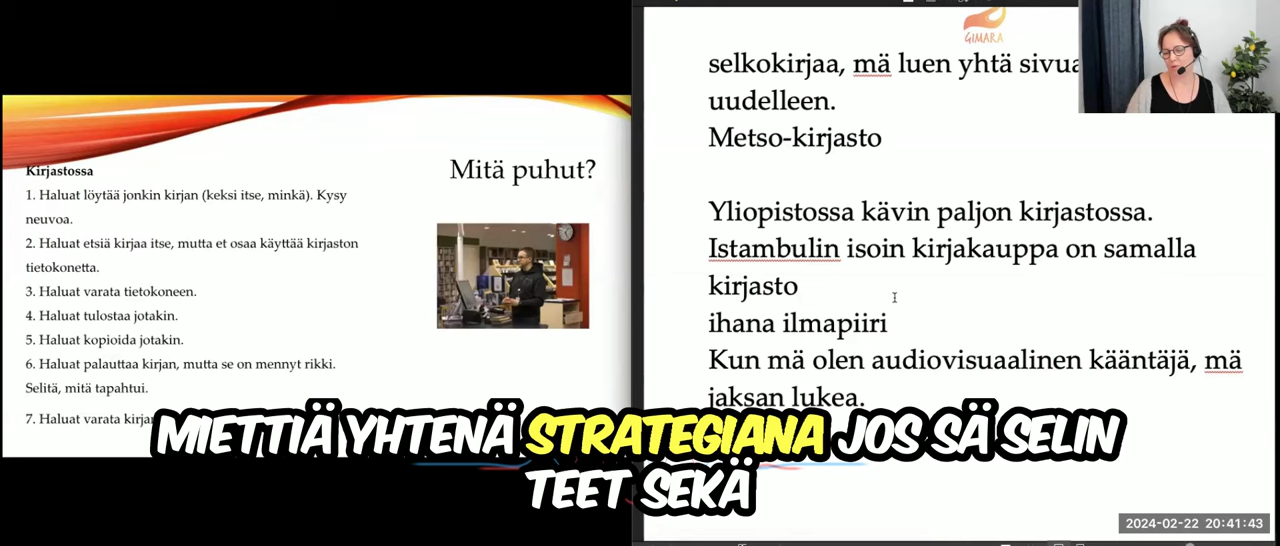 Kirjastossa
1. Haluat löytää jonkin kirjan (keksi itse, minkä). Kysy
neuvoa.
2. Haluat etsiä kirjaa itse, mutta et osaa käyttää kirjaston
tietokonetta.
3. Haluat varata tietokoneen.
4. Haluat tulostaa jotakin.
5. Haluat kopioida jotakin.
6. Haluat palauttaa kirjan, mutta se on mennyt rikki.
Selitä, mitä tapahtui.
7. Haluat varata kirjan
Mitä puhut?
GIMARA
selkokirjaa, mä luen yhtä sivua
uudelleen.
Metso-kirjasto
Yliopistossa kävin paljon kirjastossa.
Istambulin isoin kirjakauppa on samalla
kirjasto
ihana ilmapiiri
Kun mä olen audiovisuaalinen kääntäjä, mä
jaksan lukea.
MIETTIÄ YHTENÄ STRATEGIANA JOS SÄ SELIN
TEET SEKÄ
2024-02-22 20:41:43